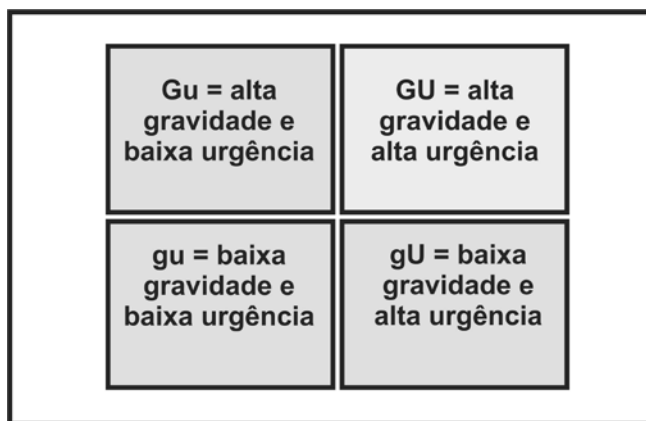 Gu = alta
gravidade e
baixa urgência
GU = alta
gravidade e
alta urgência
gu = baixa
gravidade e
baixa urgência
gU = baixa
gravidade e
alta urgência